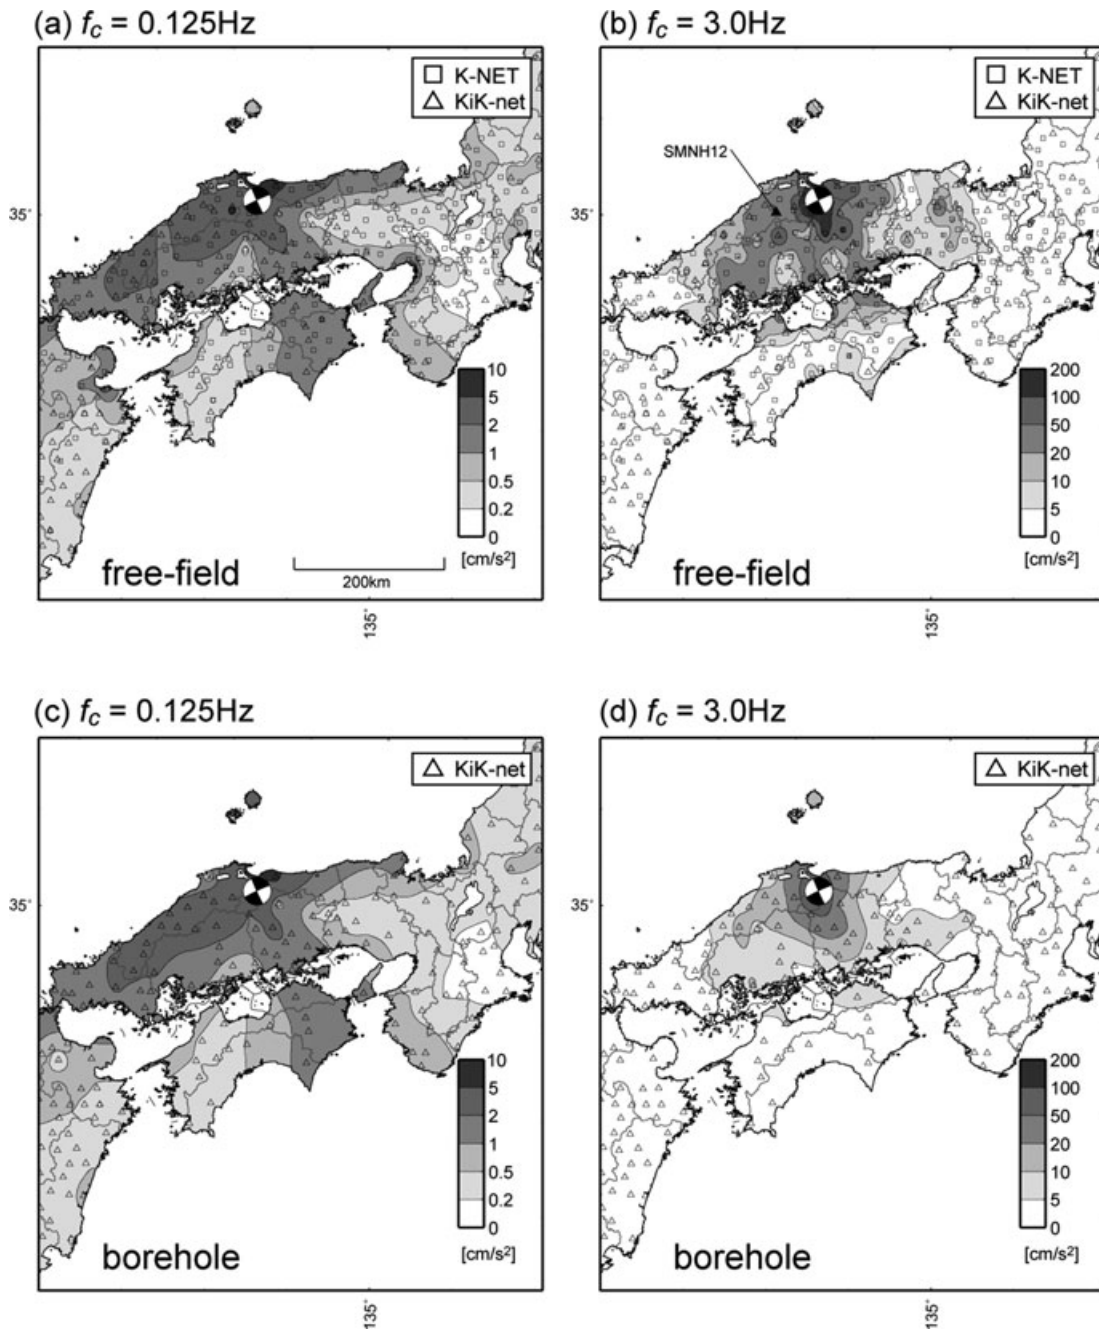 (a) fc = 0.125Hz
K-NET
KiK-net
35°
10
5
2
1
0.5
0.2
0
[cm/s²]
free-field
200km
135°
(b) fc = 3.0Hz
K-NET
KiK-net
SMNH12
35°
200
100
50
20
10
5
0
[cm/s²]
free-field
135°
(c) fc = 0.125Hz
KiK-net
35°
10
5
2
1
0.5
0.2
0
[cm/s²]
borehole
135°
(d) fc = 3.0Hz
KiK-net
35°
200
100
50
20
10
5
0
[cm/s²]
borehole
135°